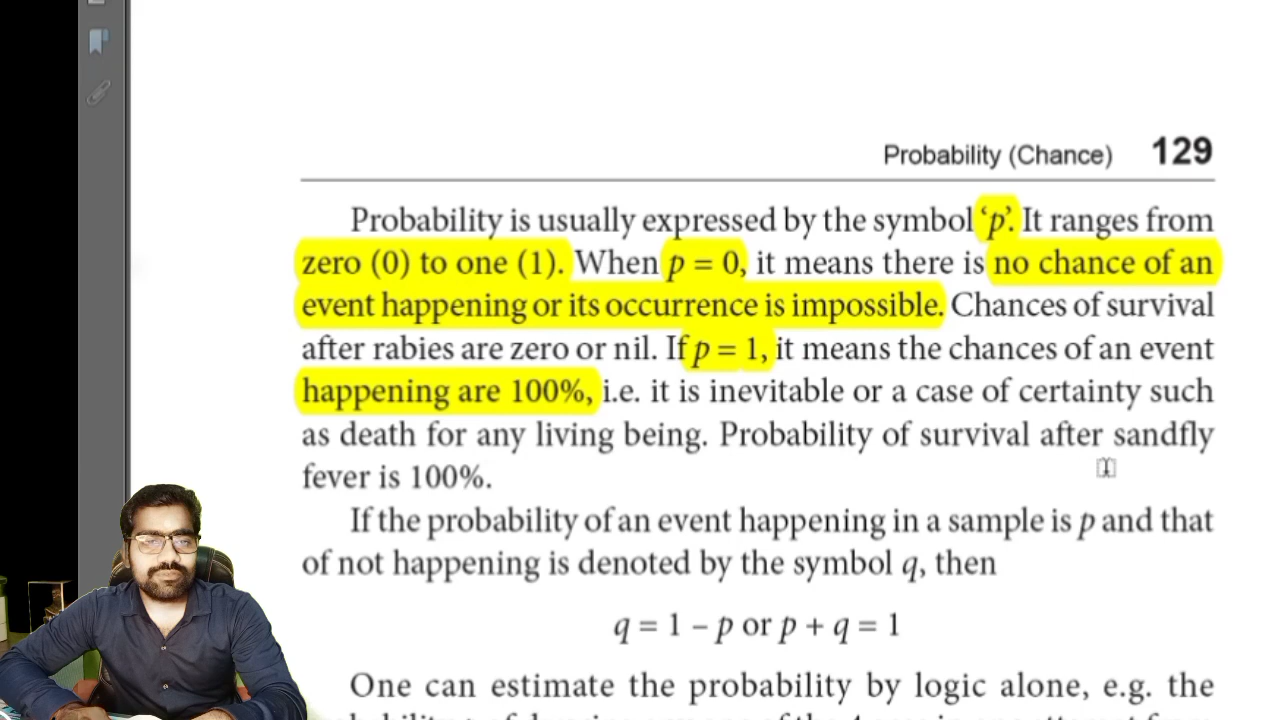 Probability (Chance) 129
Probability is usually expressed by the symbol ‘p’. It ranges from
zero (0) to one (1). When p = 0, it means there is no chance of an
event happening or its occurrence is impossible. Chances of survival
after rabies are zero or nil. If p = 1, it means the chances of an event
happening are 100%, i.e. it is inevitable or a case of certainty such
as death for any living being. Probability of survival after sandfly
fever is 100%.
If the probability of an event happening in a sample is p and that
of not happening is denoted by the symbol q, then
q = 1 – p or p + q = 1
One can estimate the probability by logic alone, e.g. the